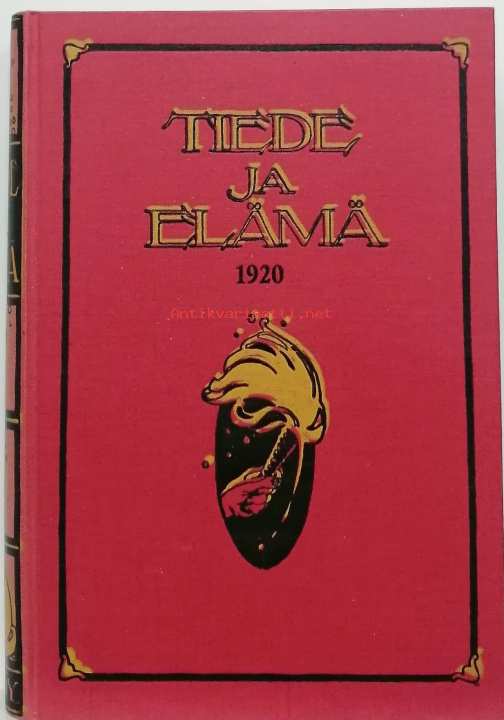 TIEDE
JA
ELÄMÄ
1920
Antikvariaatti.net